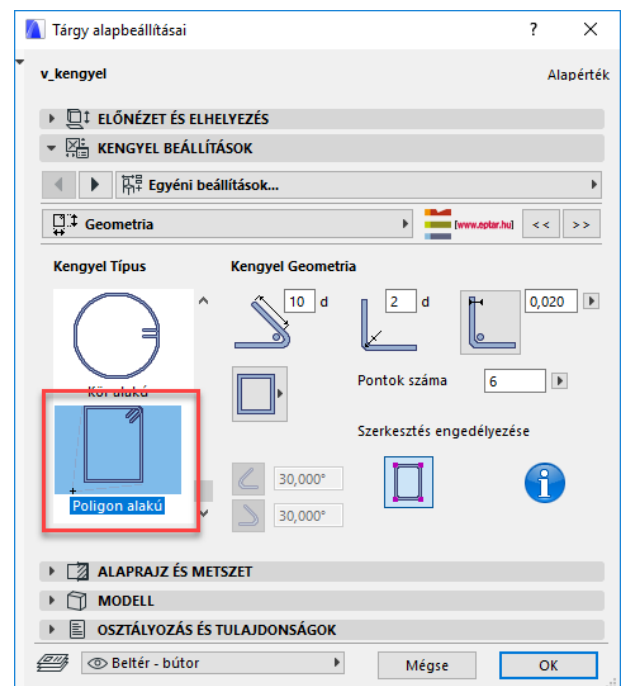 Tárgy alapbeállításai ? ×
v_kengyel Alapérték
ELŐNÉZET ÉS ELHELYEZÉS
KENGYEL BEÁLLÍTÁSOK
Egyéni beállítások...
Geometria [www.eptar.hu] << >>
Kengyel Típus Kengyel Geometria
10 d 2 d 0,020
Kör alakú
Pontok száma 6
Szerkesztés engedélyezése
Poligon alakú
30,000°
30,000°
ALAPRAJZ ÉS METSZET
MODELL
OSZTÁLYOZÁS ÉS TULAJDONSÁGOK
Beltér - bútor Mégse OK